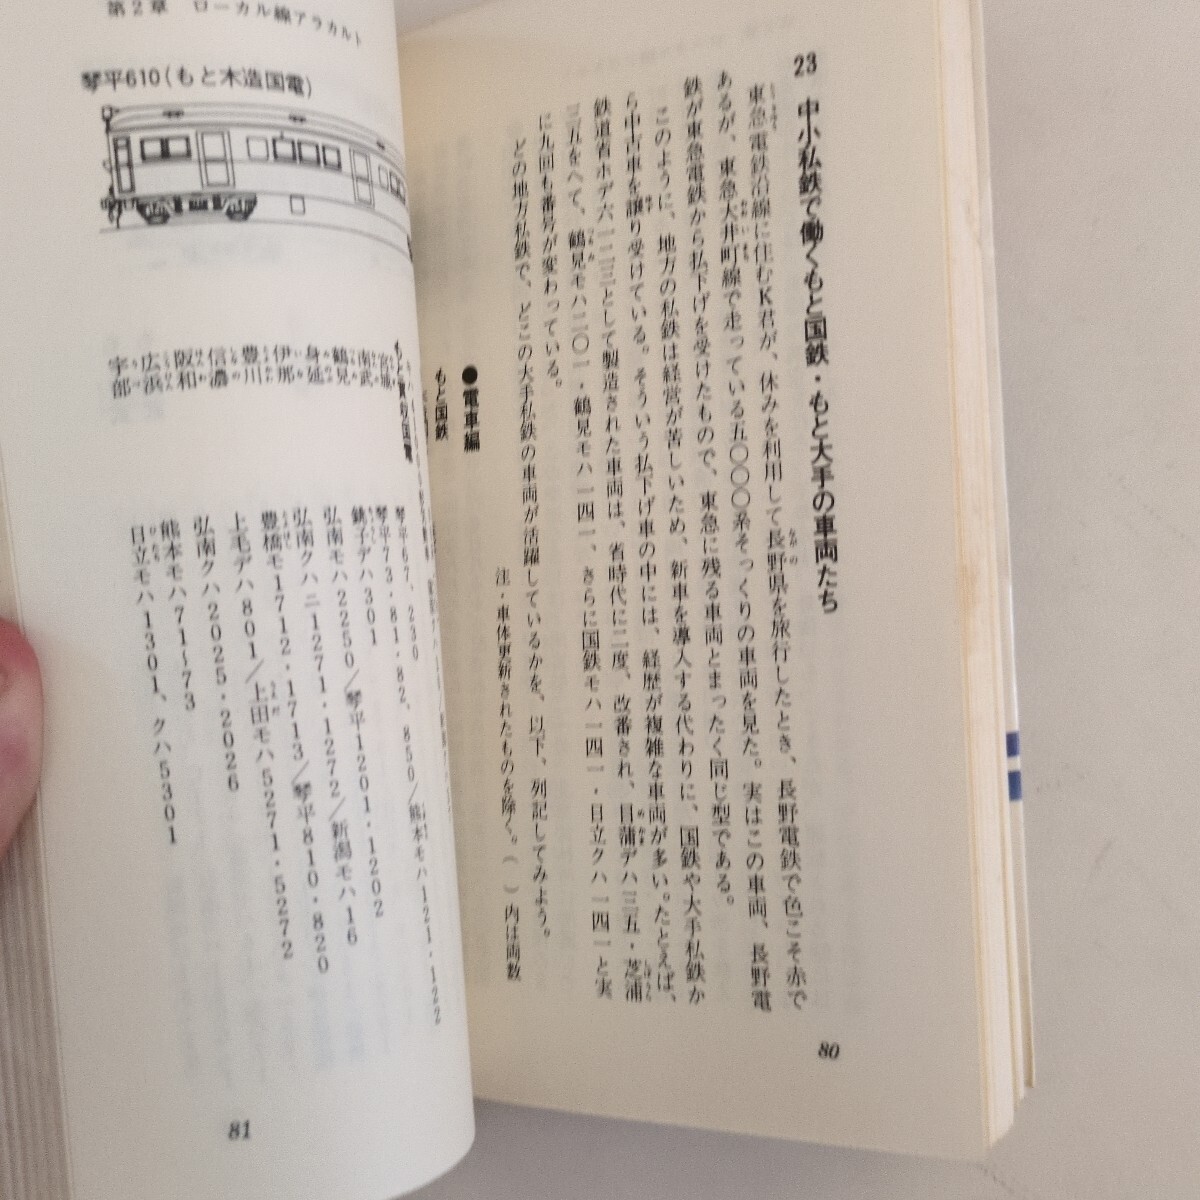 23 中小私鉄で働くもと国鉄・もと大手の車両たち
東急電鉄沿線に住むK君が、休みを利用して長野県を旅行したとき、長野電鉄で色こそ赤で
あるが、東急大井町線で走っている五〇〇〇系そっくりの車両を見た。実はこの車両、長野電
鉄が東急電鉄から払下げを受けたもので、東急に残る車両とまったく同じ型である。
このように、地方の私鉄は経営が苦しいため、新車を導入する代わりに、国鉄や大手私鉄か
ら中古車を譲り受けている。そういう払下げ車の中には、経歴が複雑な車両が多い。たとえば、
鉄道省ホデ六一二三として製造された車両は、省時代に二度、改番され、目蒲デハ三五・芝浦
三五をへて、鶴見モハ二〇一・鶴見モハ一四一、さらに国鉄モハ一四一・日立クハ一四一と実
に九回も番号が変わっている。
どの地方私鉄で、どこの大手私鉄の車両が活躍しているかを、以下、列記してみよう。
注・車体更新されたものを除く。( )内は両数
●電車編
もと国鉄
80
第2章 ローカル線アラカルト
琴平610(もと木造国電)
もと買収国電
宮城
南武
鶴見
身延
伊那
豊川
信濃
阪和
広浜
宇部
琴平67, 230
琴平73・81・82, 850/熊本モハ121・122
銚子デハ301
弘南モハ2250/琴平1201・1202
弘南クハニ1271・1272/新潟モハ16
豊橋モ1712・1713/琴平810・820
上毛デハ801/上田モハ5271・5272
弘南クハ2025・2026
熊本モハ71~73
日立モハ1301、クハ5301
81